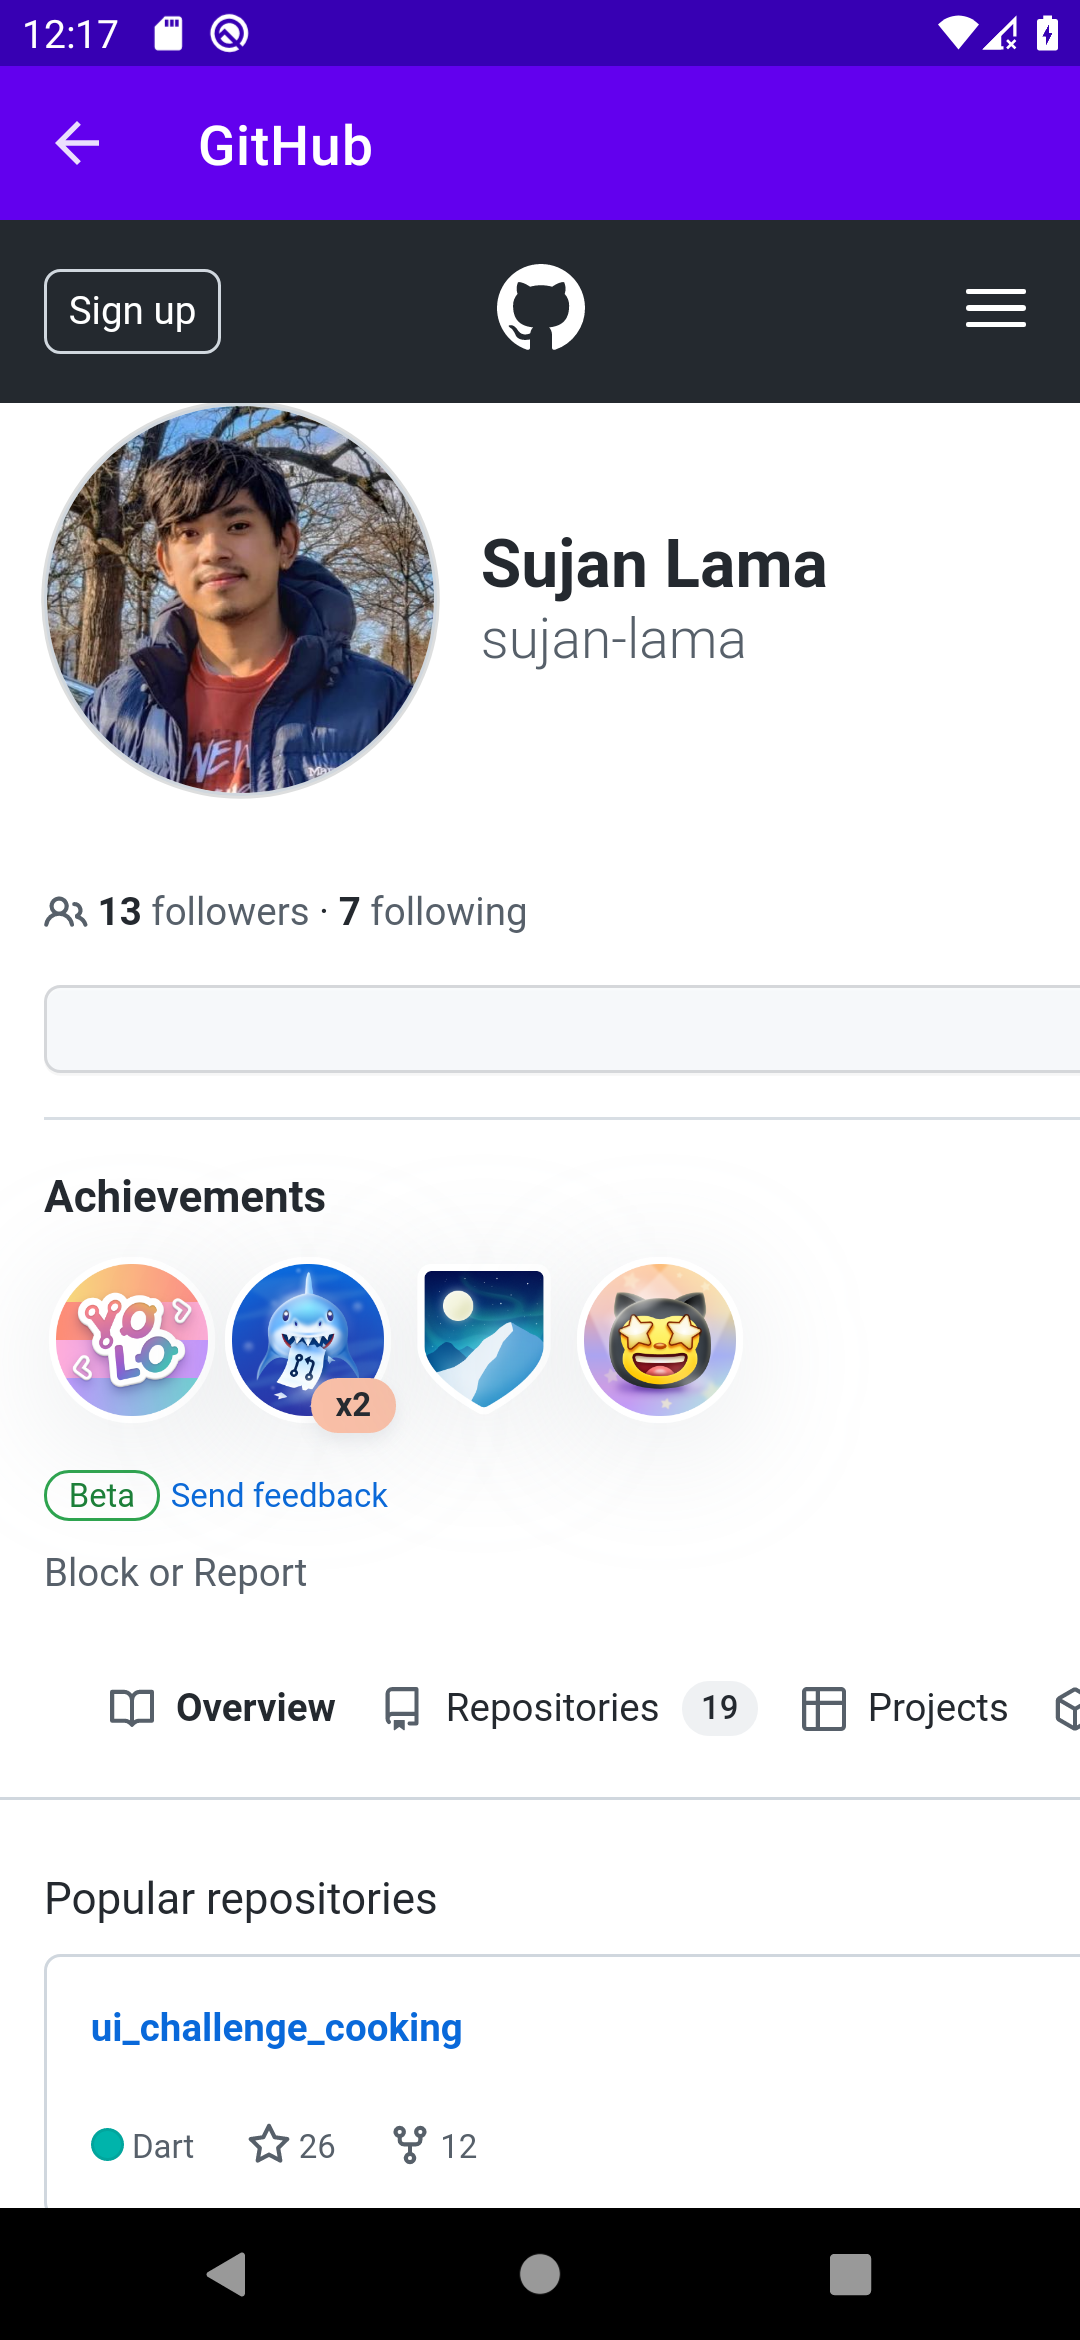 12:17
GitHub
Sign up
Sujan Lama
sujan-lama
13 followers · 7 following
Achievements
YOLO
x2
Beta Send feedback
Block or Report
Overview Repositories 19 Projects
Popular repositories
ui_challenge_cooking
Dart 26 12